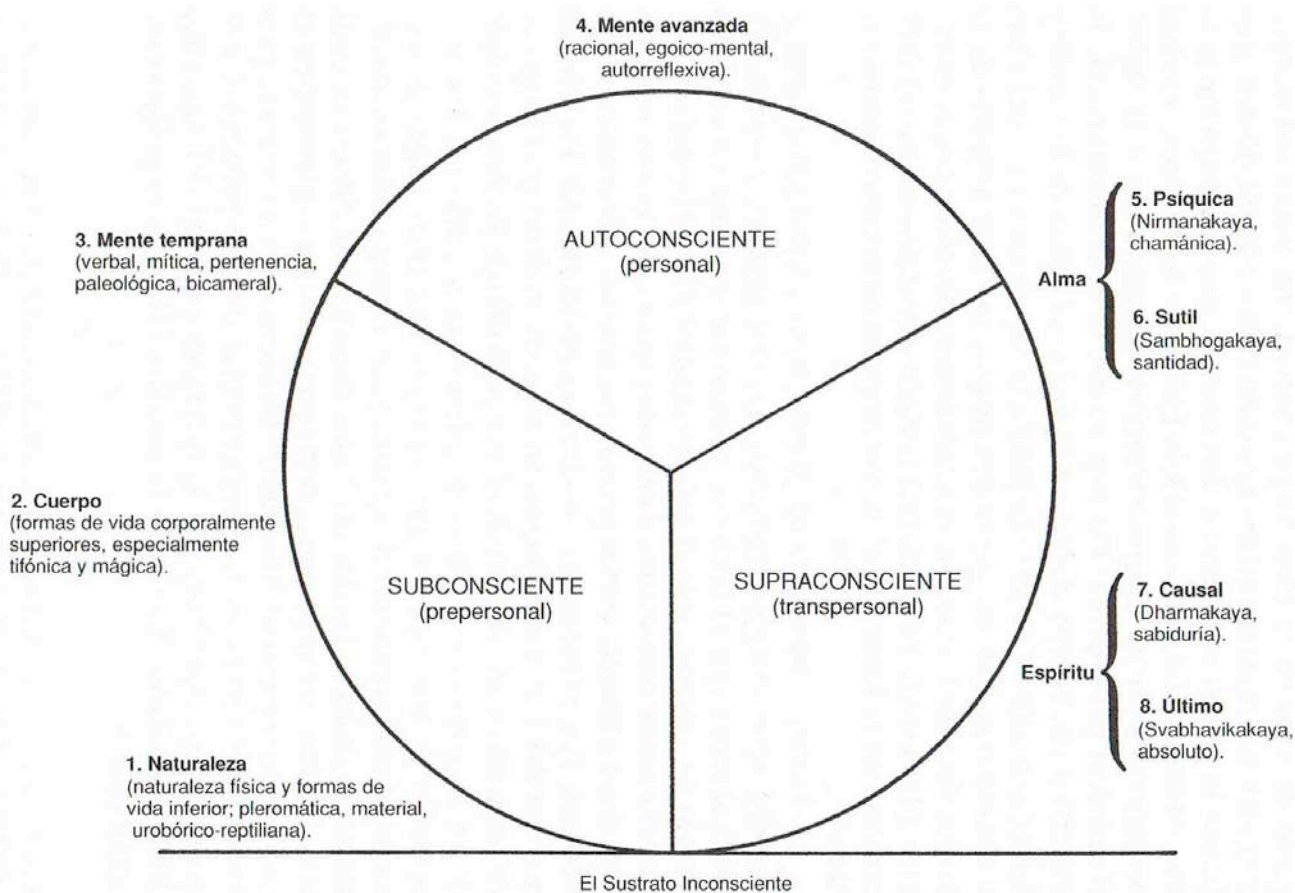 4. Mente avanzada
(racional, egoico-mental,
autorreflexiva).
3. Mente temprana
(verbal, mítica, pertenencia,
paleológica, bicameral).
AUTOCONSCIENTE
(personal)
Alma
5. Psíquica
(Nirmanakaya,
chamánica).
6. Sutil
(Sambhogakaya,
santidad).
2. Cuerpo
(formas de vida corporalmente
superiores, especialmente
tifónica y mágica).
SUBCONSCIENTE
(prepersonal)
SUPRACONSCIENTE
(transpersonal)
Espíritu
7. Causal
(Dharmakaya,
sabiduría).
8. Último
(Svabhavikakaya,
absoluto).
1. Naturaleza
(naturaleza física y formas de
vida inferior; pleromática, material,
urobórico-reptiliana).
El Sustrato Inconsciente